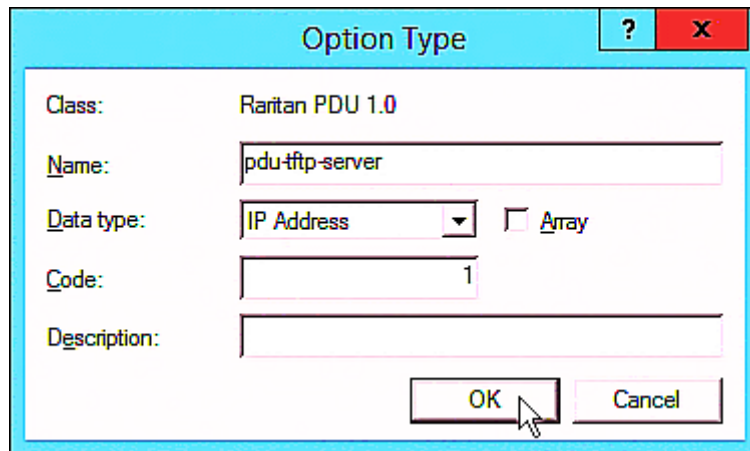 Option Type
?
x
Class: Raritan PDU 1.0
Name: pdu-tftp-server
Data type: IP Address Array
Code: 1
Description:
OK Cancel